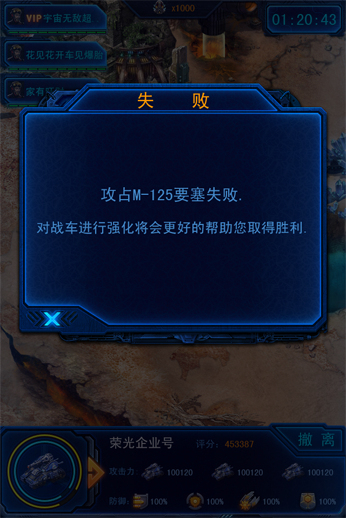 x1000
01:20:43
VIP宇宙无敌超
花见花开车见爆胎
家有
失 败
攻占M-125要塞失败.
对战车进行强化将会更好的帮助您取得胜利.
荣光企业号 评分: 453387
撤 离
攻击力: 100120 100120 100120
防御: 100% 100% 100% 100%